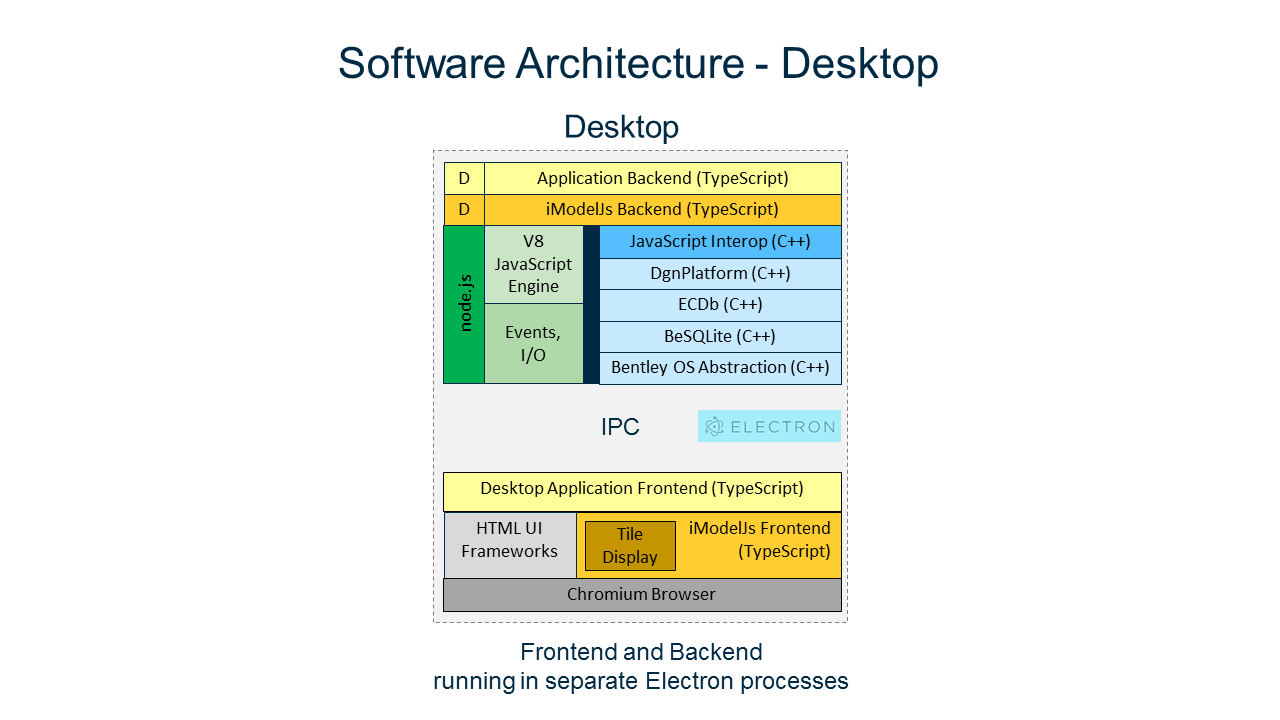 Software Architecture - Desktop
Desktop
D
Application Backend (TypeScript)
D
iModelJs Backend (TypeScript)
node.js
V8
JavaScript
Engine
Events,
I/O
JavaScript Interop (C++)
DgnPlatform (C++)
ECDb (C++)
BeSQLite (C++)
Bentley OS Abstraction (C++)
IPC
ELECTRON
Desktop Application Frontend (TypeScript)
HTML UI
Frameworks
Tile
Display
iModelJs Frontend
(TypeScript)
Chromium Browser
Frontend and Backend
running in separate Electron processes